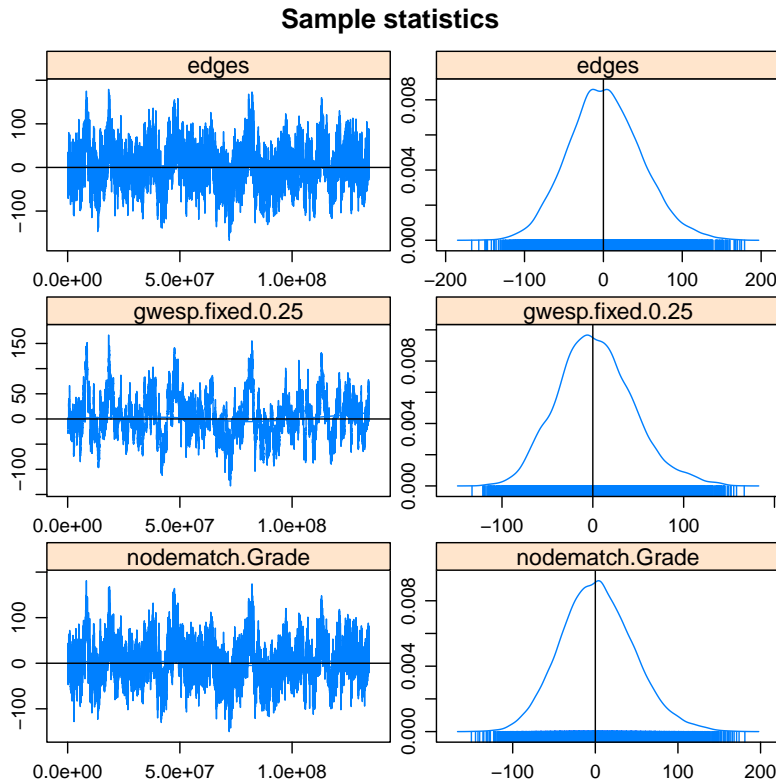 Sample statistics
edges
edges
-100 0 100
0.0e+00 5.0e+07 1.0e+08
0.000 0.004 0.008
-200 -100 0 100 200
gwesp.fixed.0.25
gwesp.fixed.0.25
-100 0 50 150
0.0e+00 5.0e+07 1.0e+08
0.000 0.004 0.008
-100 0 100
nodematch.Grade
nodematch.Grade
-100 0 100
0.0e+00 5.0e+07 1.0e+08
0.000 0.004 0.008
-100 0 100 200